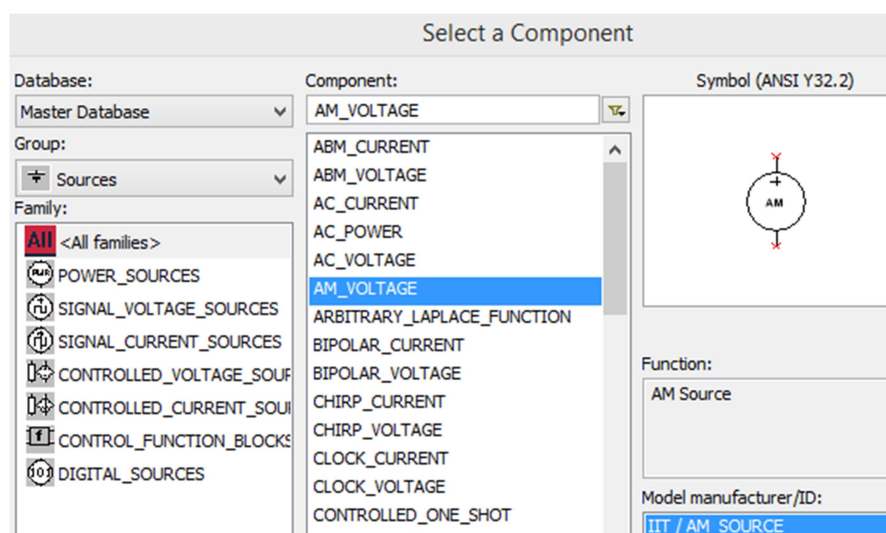 Select a Component
Database:
Master Database
Group:
Sources
Family:
All <All families>
POWER_SOURCES
SIGNAL_VOLTAGE_SOURCES
SIGNAL_CURRENT_SOURCES
CONTROLLED_VOLTAGE_SOUR
CONTROLLED_CURRENT_SOU
CONTROL_FUNCTION_BLOCKS
DIGITAL_SOURCES
Component:
AM_VOLTAGE
ABM_CURRENT
ABM_VOLTAGE
AC_CURRENT
AC_POWER
AC_VOLTAGE
AM_VOLTAGE
ARBITRARY_LAPLACE_FUNCTION
BIPOLAR_CURRENT
BIPOLAR_VOLTAGE
CHIRP_CURRENT
CHIRP_VOLTAGE
CLOCK_CURRENT
CLOCK_VOLTAGE
CONTROLLED_ONE_SHOT
Symbol (ANSI Y32.2)
AM
Function:
AM Source
Model manufacturer/ID:
IIT / AM_SOURCE